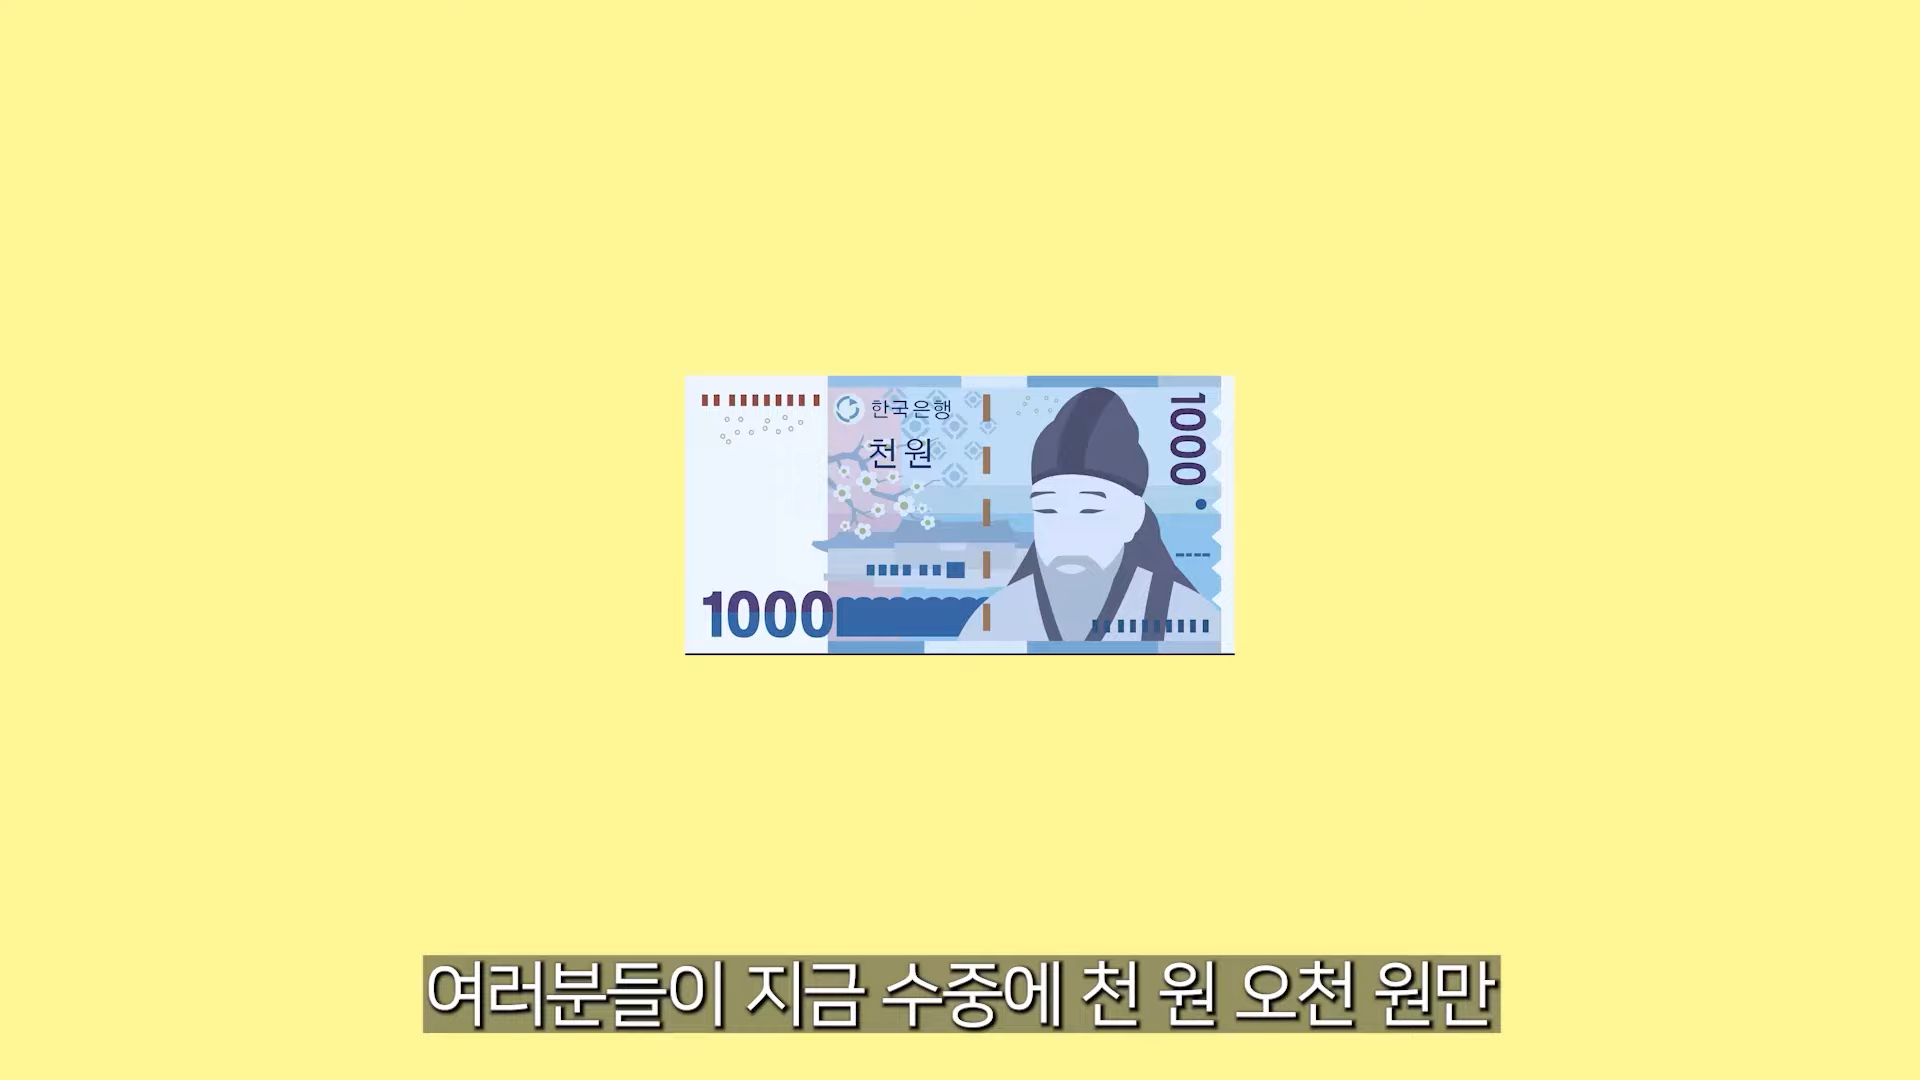 한국은행
천원
1000
1000
여러분들이 지금 수중에 천 원 오천 원만